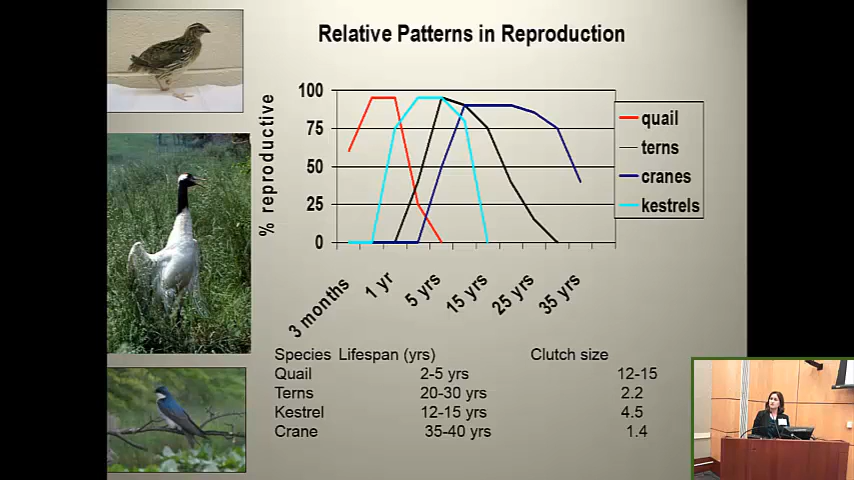 Relative Patterns in Reproduction
% reproductive
100
75
50
25
0
3 months
1 yr
5 yrs
15 yrs
25 yrs
35 yrs
quail
terns
cranes
kestrels
Species Lifespan (yrs) Clutch size
Quail 2-5 yrs 12-15
Terns 20-30 yrs 2.2
Kestrel 12-15 yrs 4.5
Crane 35-40 yrs 1.4